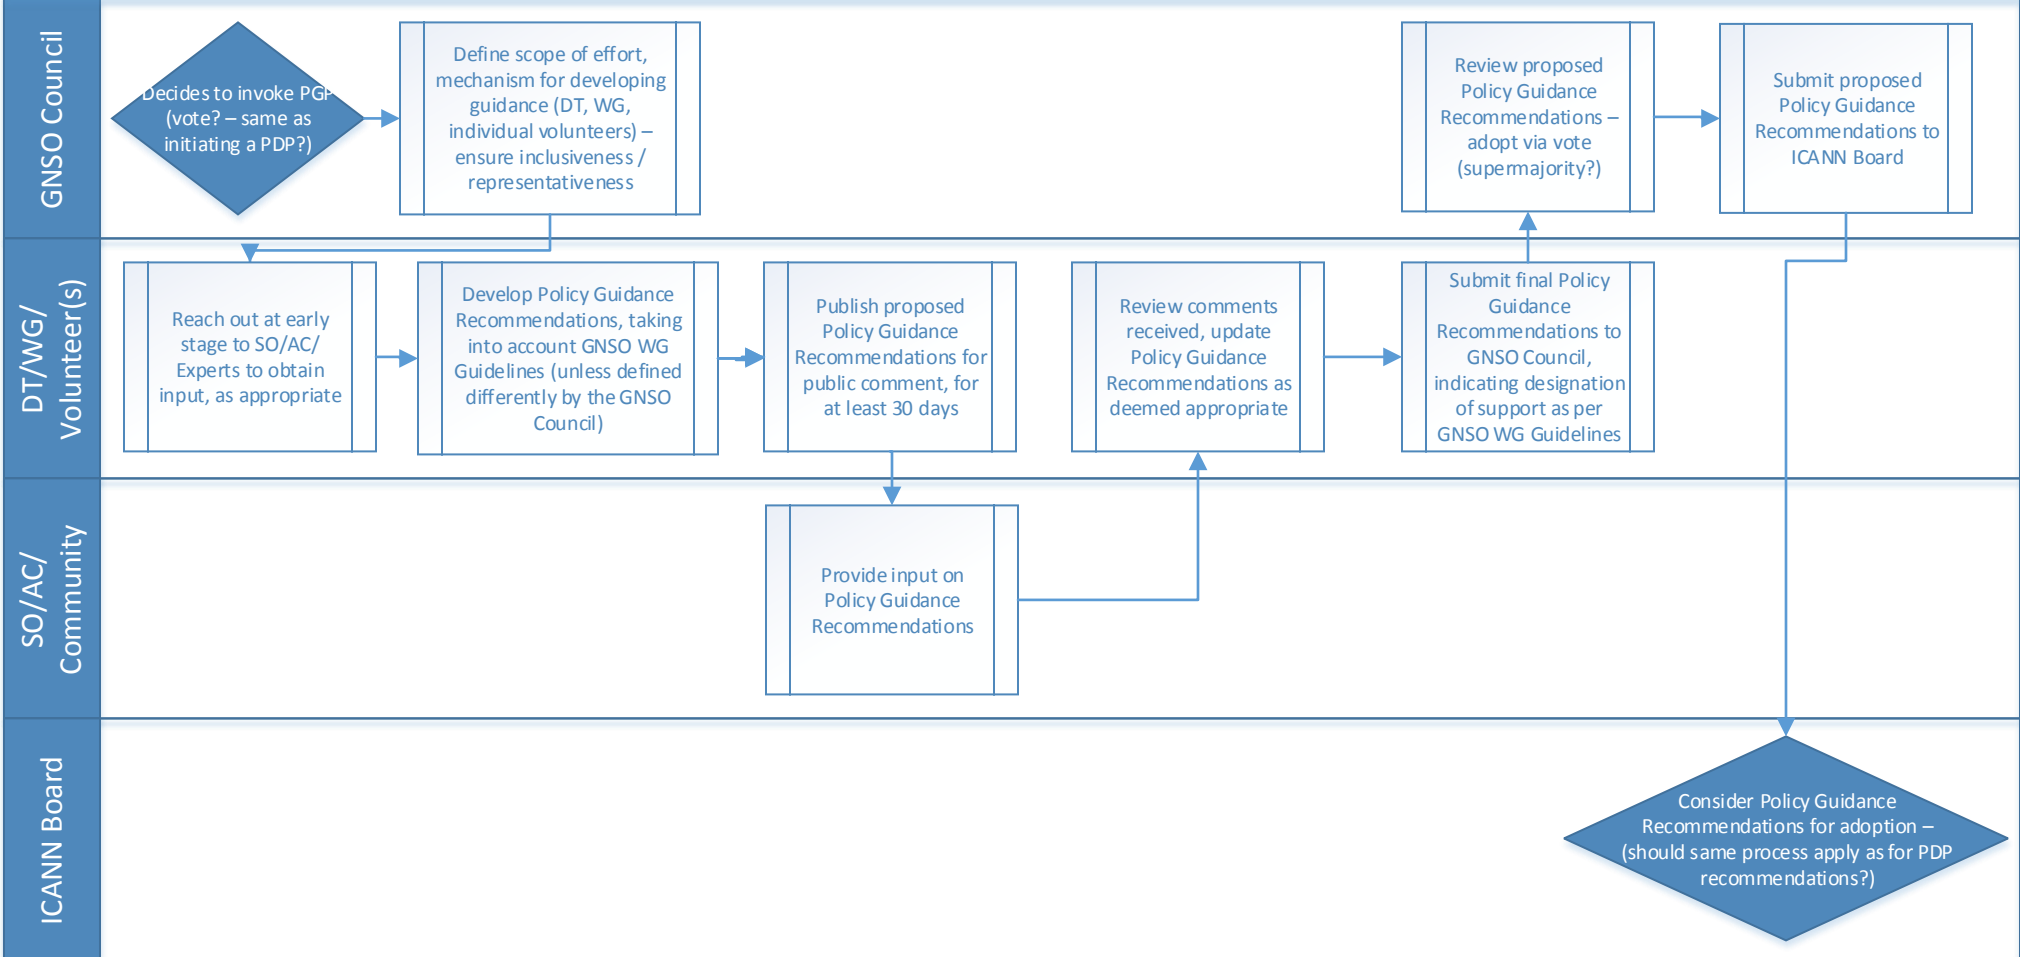 GNSO Council
Decides to invoke PGP
(vote? – same as
initiating a PDP?)
Define scope of effort,
mechanism for developing
guidance (DT, WG,
individual volunteers) –
ensure inclusiveness /
representativeness
Review proposed
Policy Guidance
Recommendations –
adopt via vote
(supermajority?)
Submit proposed
Policy Guidance
Recommendations to
ICANN Board
DT/WG/
Volunteer(s)
Reach out at early
stage to SO/AC/
Experts to obtain
input, as appropriate
Develop Policy Guidance
Recommendations, taking
into account GNSO WG
Guidelines (unless defined
differently by the GNSO
Council)
Publish proposed
Policy Guidance
Recommendations for
public comment, for
at least 30 days
Review comments
received, update
Policy Guidance
Recommendations as
deemed appropriate
Submit final Policy
Guidance
Recommendations to
GNSO Council,
indicating designation
of support as per
GNSO WG Guidelines
SO/AC/
Community
Provide input on
Policy Guidance
Recommendations
ICANN Board
Consider Policy Guidance
Recommendations for adoption –
(should same process apply as for PDP
recommendations?)